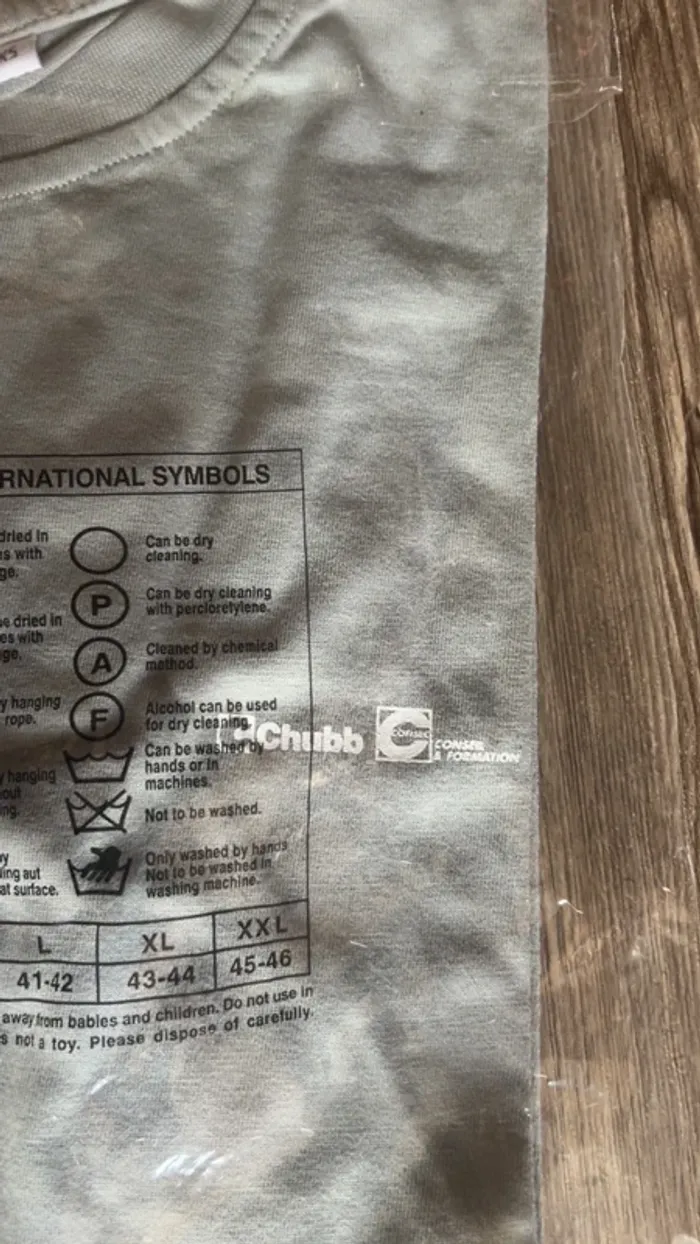 RNATIONAL SYMBOLS
dried in
es with
ge.
Can be dry
cleaning.
P
Can be dry cleaning
with percloretylene.
e dried in
es with
ge.
A
Cleaned by chemical
method.
y hanging
rope.
F
Alcohol can be used
for dry cleaning.
Chubb
CONSEC
CONSEIL
& FORMATION
y hanging
out
ng.
Can be washed by
hands or in
machines.
Not to be washed.
y
ing aut
at surface.
Only washed by hands
Not to be washed in
washing machine.
L XL XXL
41-42 43-44 45-46
away from babies and children. Do not use in
s not a toy. Please dispose of carefully.